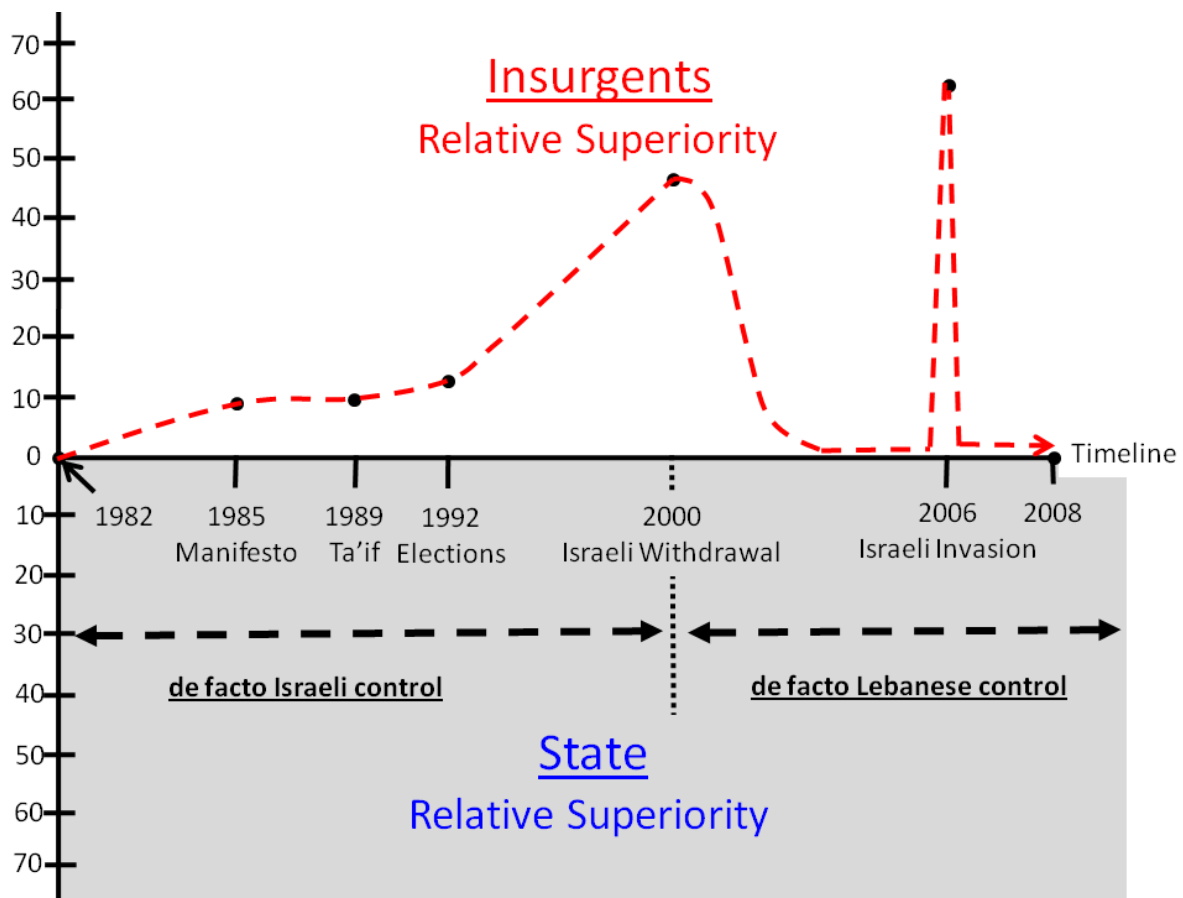 70
60
50
40
30
20
10
0
10
20
30
40
50
60
70
Insurgents
Relative Superiority
Timeline
1982
1985
Manifesto
1989
Ta’if
1992
Elections
2000
Israeli Withdrawal
2006
Israeli Invasion
2008
de facto Israeli control
de facto Lebanese control
State
Relative Superiority